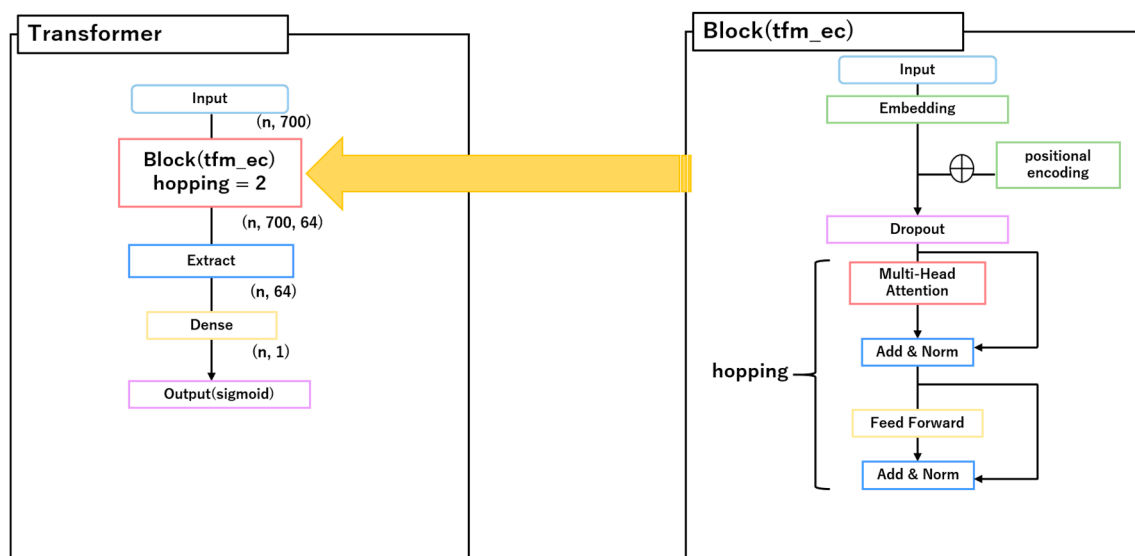 Transformer
Input
(n, 700)
Block(tfm_ec)
hopping = 2
(n, 700, 64)
Extract
(n, 64)
Dense
(n, 1)
Output(sigmoid)
Block(tfm_ec)
Input
Embedding
positional
encoding
Dropout
Multi-Head
Attention
Add & Norm
hopping
Feed Forward
Add & Norm